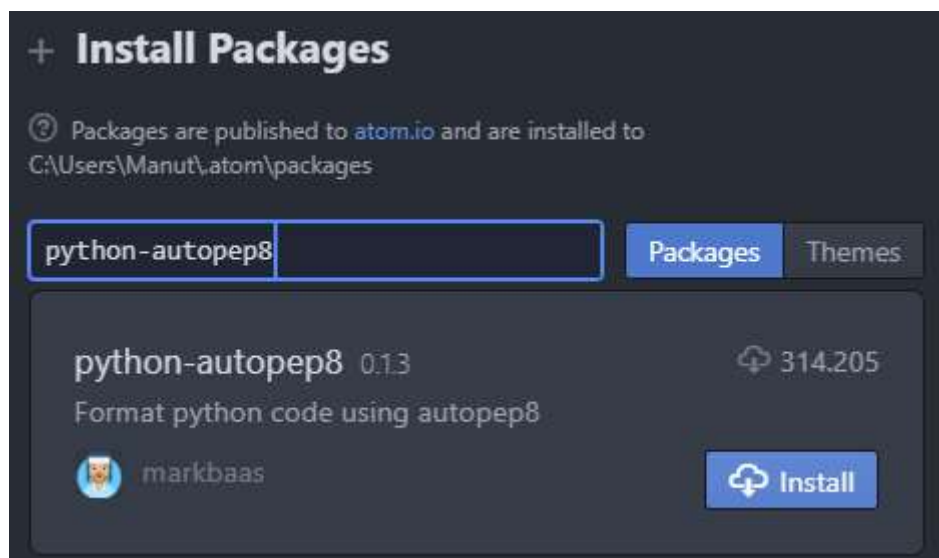 + Install Packages
? Packages are published to atom.io and are installed to
C:\Users\Manut\.atom\packages
python-autopep8 Packages Themes
python-autopep8 0.1.3 314.205
Format python code using autopep8
markbaas Install